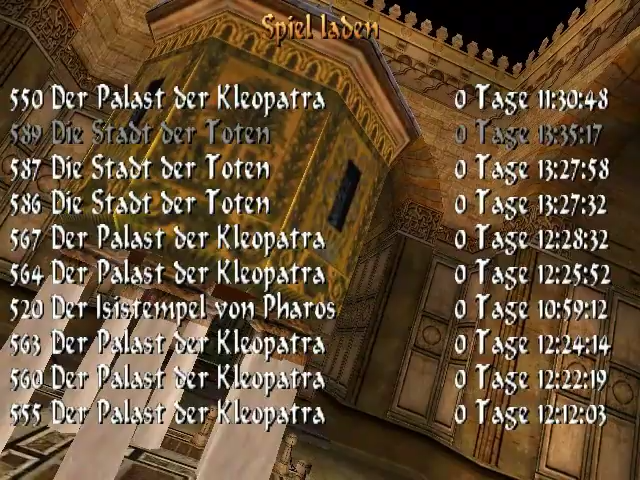 Spiel laden
550 Der Palast der Kleopatra 0 Tage 11:30:48
589 Die Stadt der Toten 0 Tage 13:35:17
587 Die Stadt der Toten 0 Tage 13:27:58
586 Die Stadt der Toten 0 Tage 13:27:32
567 Der Palast der Kleopatra 0 Tage 12:28:32
564 Der Palast der Kleopatra 0 Tage 12:25:52
520 Der Isistempel von Pharos 0 Tage 10:59:12
563 Der Palast der Kleopatra 0 Tage 12:24:14
560 Der Palast der Kleopatra 0 Tage 12:22:19
555 Der Palast der Kleopatra 0 Tage 12:12:03